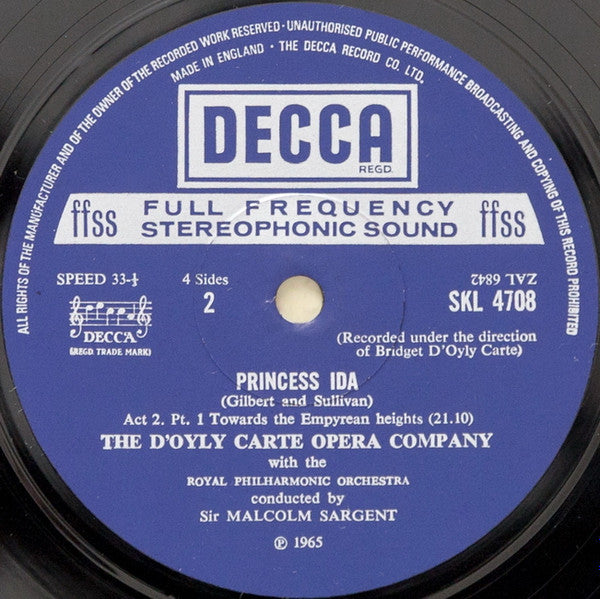 ALL RIGHTS OF THE MANUFACTURER AND OF THE OWNER OF THE RECORDED WORK RESERVED · UNAUTHORISED PUBLIC PERFORMANCE BROADCASTING AND COPYING OF THIS RECORD PROHIBITED
MADE IN ENGLAND · THE DECCA RECORD CO. LTD.
DECCA
REGD.
ffss FULL FREQUENCY STEREOPHONIC SOUND ffss
SPEED 33-⅓
4 Sides
2
ZAL 6842
SKL 4708
DECCA
(REGD. TRADE MARK)
(Recorded under the direction
of Bridget D'Oyly Carte)
PRINCESS IDA
(Gilbert and Sullivan)
Act 2. Pt. 1 Towards the Empyrean heights (21.10)
THE D'OYLY CARTE OPERA COMPANY
with the
ROYAL PHILHARMONIC ORCHESTRA
conducted by
Sir MALCOLM SARGENT
℗ 1965